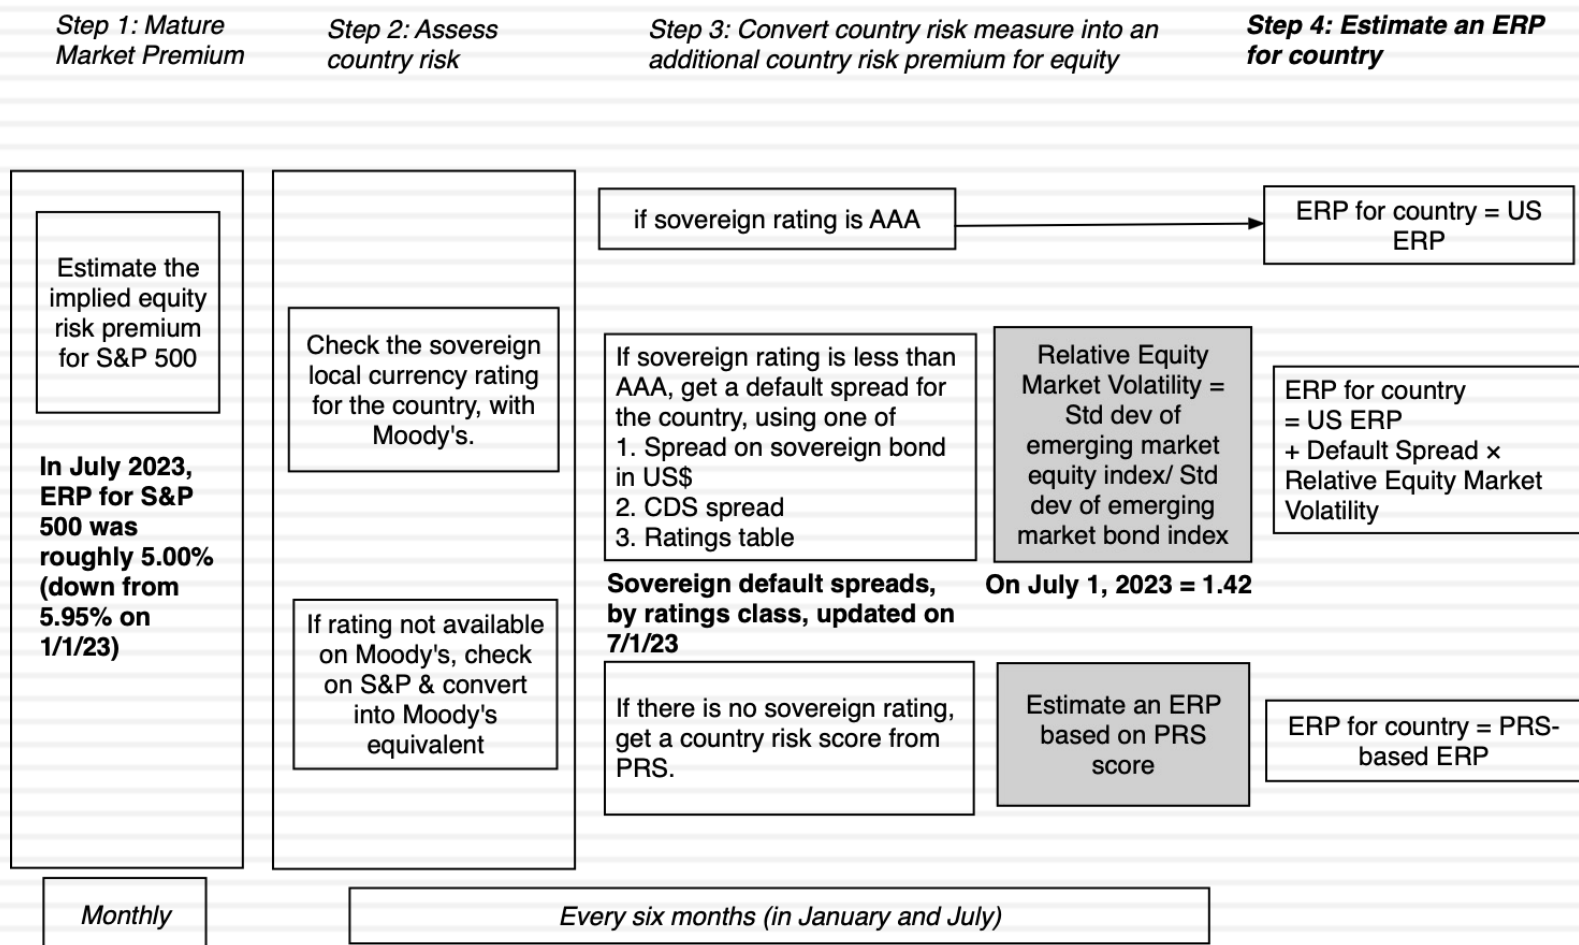 Step 1: Mature
Market Premium
Step 2: Assess
country risk
Step 3: Convert country risk measure into an
additional country risk premium for equity
Step 4: Estimate an ERP
for country
Estimate the
implied equity
risk premium
for S&P 500
In July 2023,
ERP for S&P
500 was
roughly 5.00%
(down from
5.95% on
1/1/23)
Check the sovereign
local currency rating
for the country, with
Moody's.
If rating not available
on Moody's, check
on S&P & convert
into Moody's
equivalent
if sovereign rating is AAA
ERP for country = US
ERP
If sovereign rating is less than
AAA, get a default spread for
the country, using one of
1. Spread on sovereign bond
in US$
2. CDS spread
3. Ratings table
Relative Equity
Market Volatility =
Std dev of
emerging market
equity index/ Std
dev of emerging
market bond index
ERP for country
= US ERP
+ Default Spread ×
Relative Equity Market
Volatility
Sovereign default spreads,
by ratings class, updated on
7/1/23
On July 1, 2023 = 1.42
If there is no sovereign rating,
get a country risk score from
PRS.
Estimate an ERP
based on PRS
score
ERP for country = PRS-
based ERP
Monthly
Every six months (in January and July)